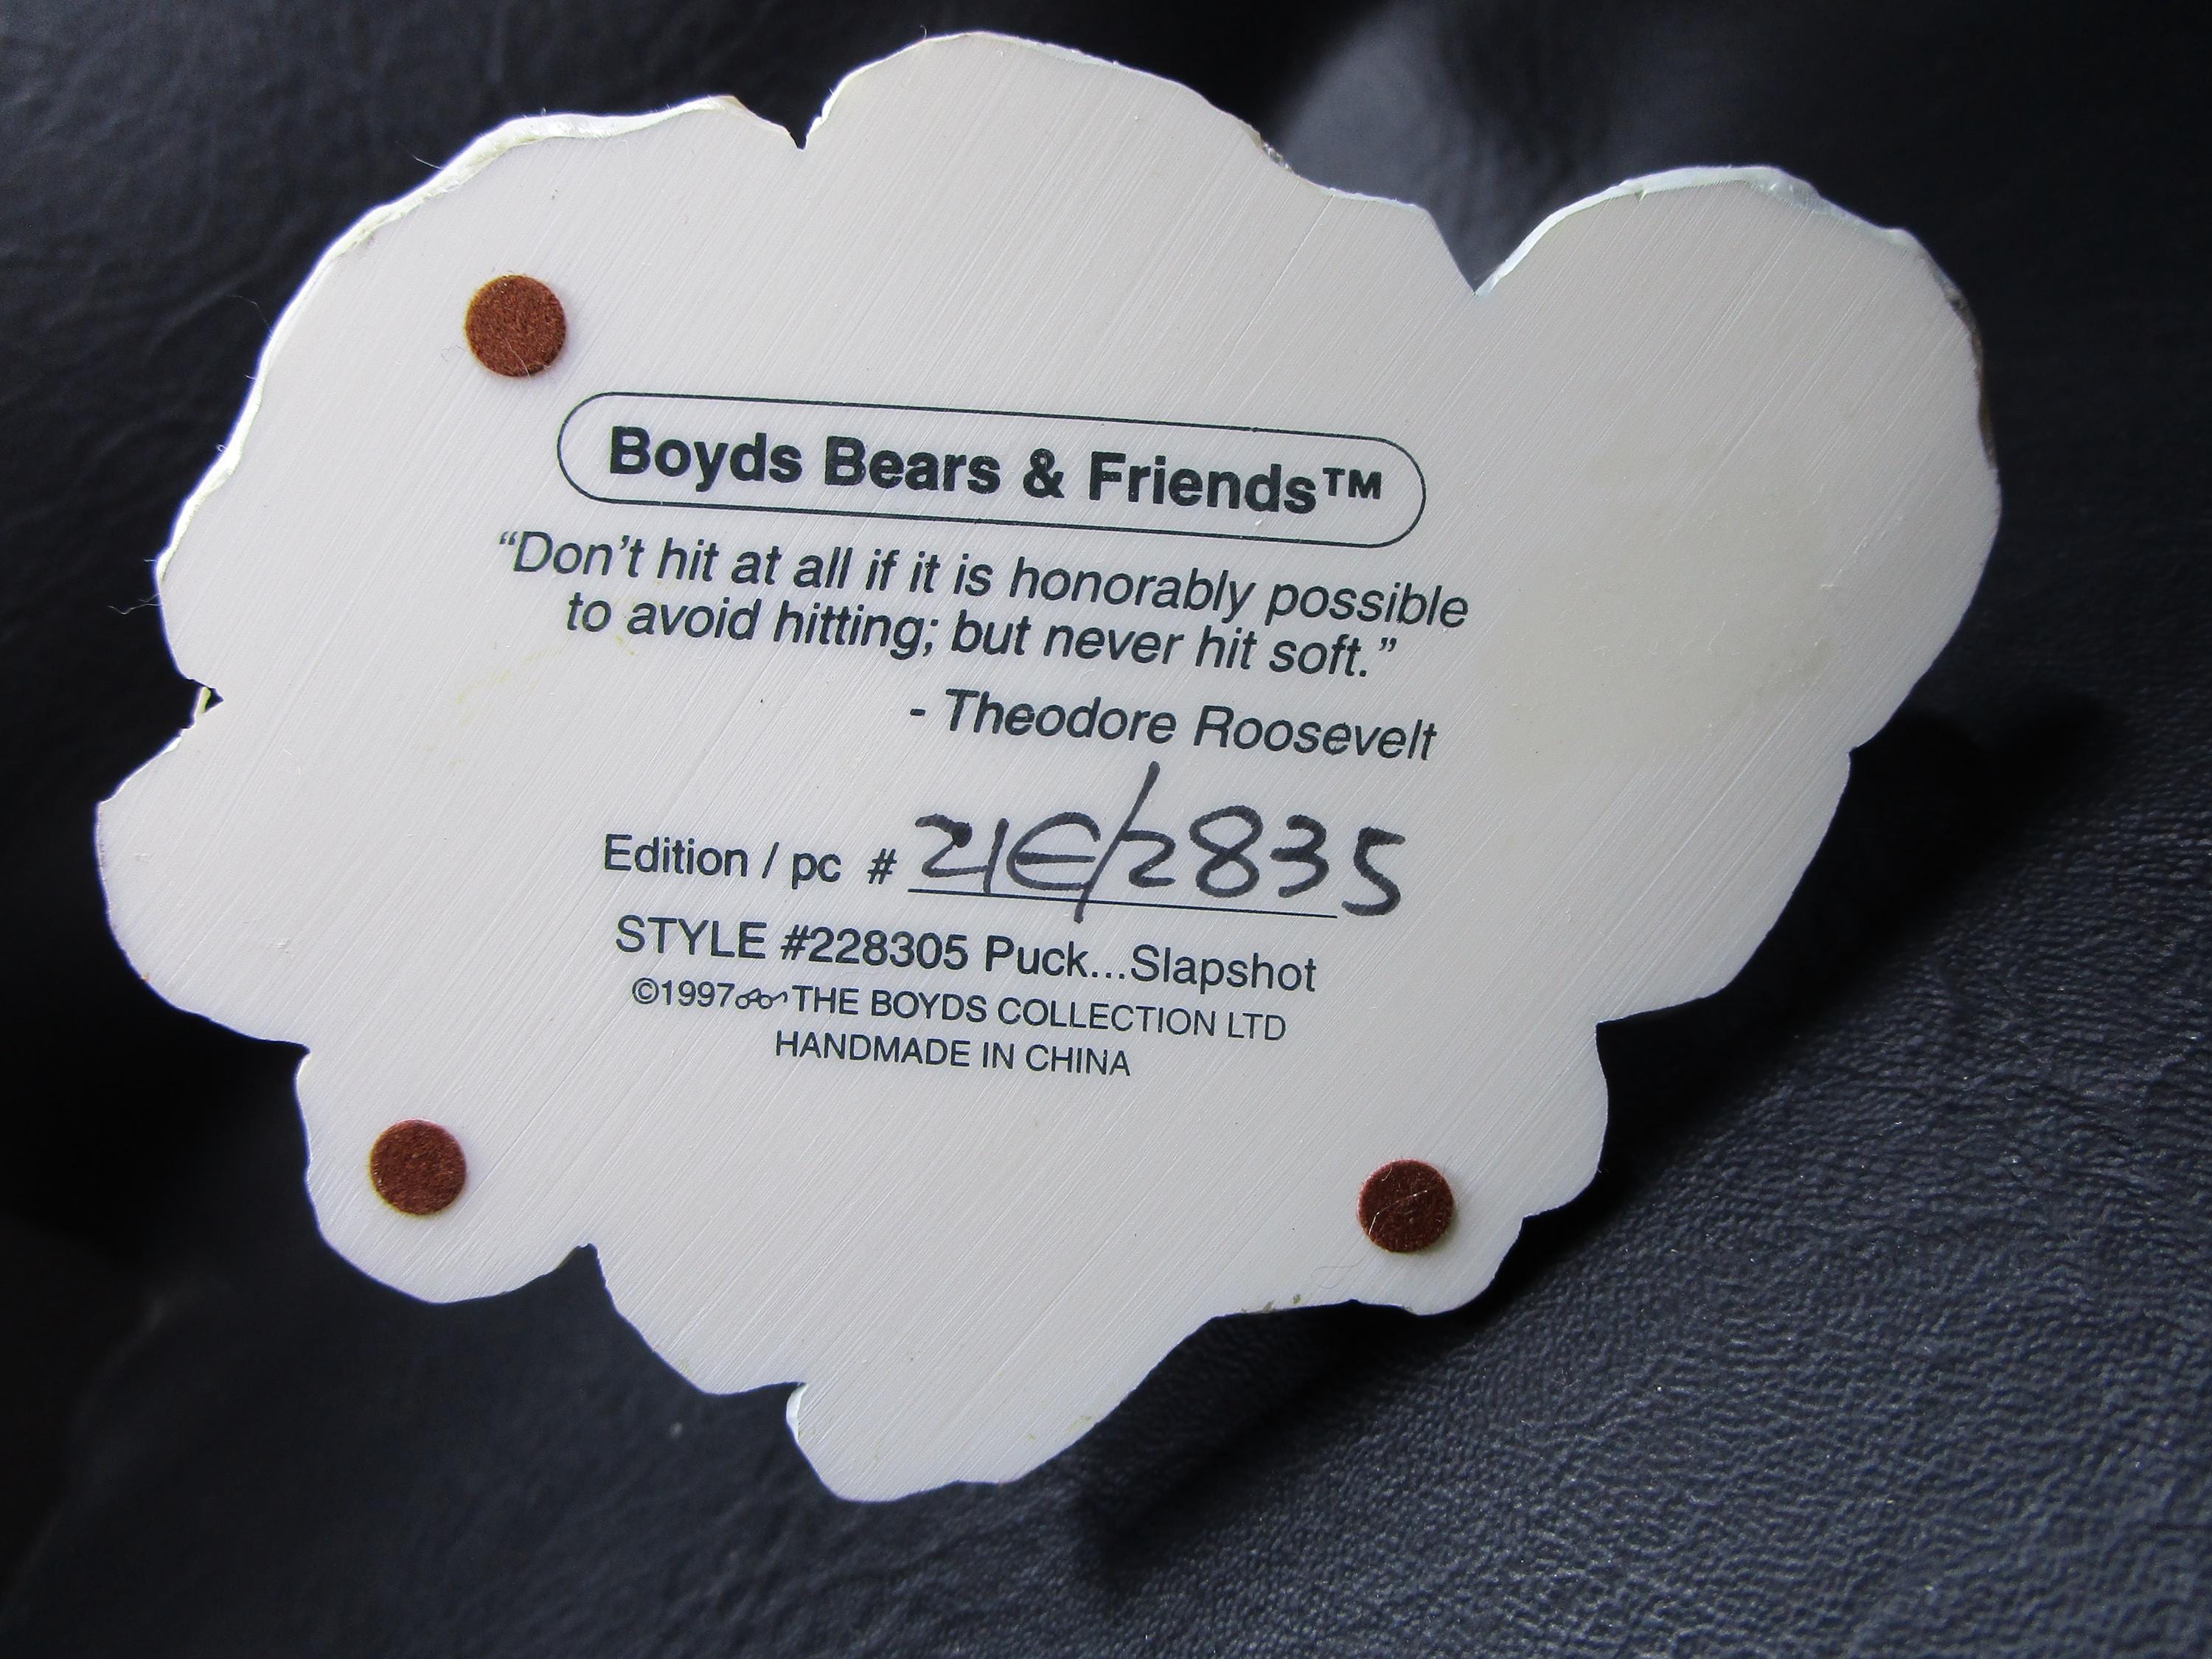 Boyds Bears & Friends™
“Don’t hit at all if it is honorably possible
to avoid hitting; but never hit soft.”
- Theodore Roosevelt
Edition / pc # 21E/2835
STYLE #228305 Puck...Slapshot
©1997 THE BOYDS COLLECTION LTD
HANDMADE IN CHINA